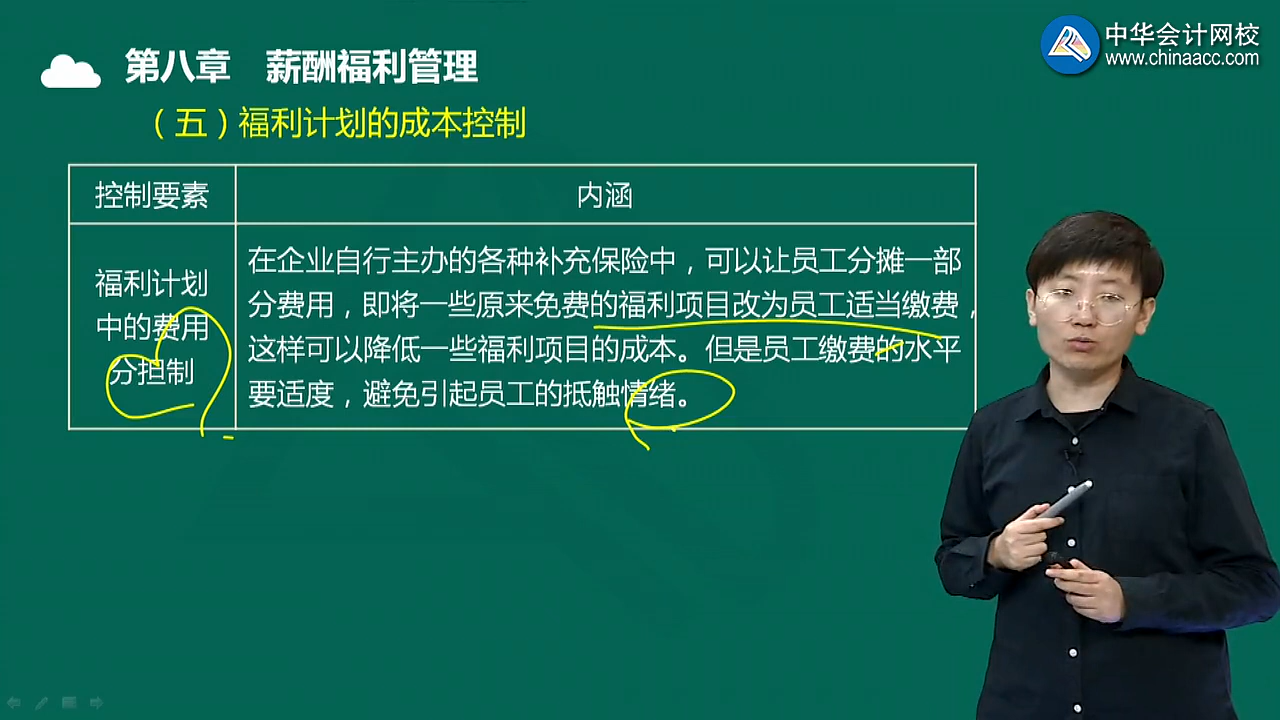 中华会计网校
www.chinaacc.com
第八章 薪酬福利管理
（五）福利计划的成本控制
控制要素
内涵
福利计划
中的费用
分担制
在企业自行主办的各种补充保险中，可以让员工分摊一部
分费用，即将一些原来免费的福利项目改为员工适当缴费，
这样可以降低一些福利项目的成本。但是员工缴费的水平
要适度，避免引起员工的抵触情绪。